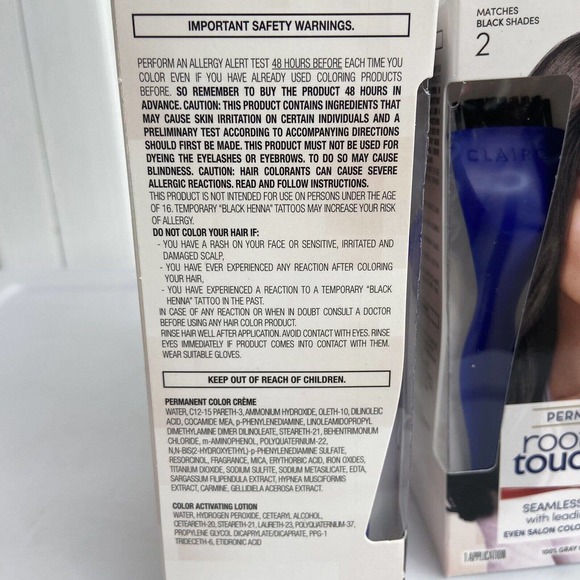 IMPORTANT SAFETY WARNINGS.
PERFORM AN ALLERGY ALERT TEST 48 HOURS BEFORE EACH TIME YOU
COLOR EVEN IF YOU HAVE ALREADY USED COLORING PRODUCTS
BEFORE. SO REMEMBER TO BUY THE PRODUCT 48 HOURS IN
ADVANCE. CAUTION: THIS PRODUCT CONTAINS INGREDIENTS THAT
MAY CAUSE SKIN IRRITATION ON CERTAIN INDIVIDUALS AND A
PRELIMINARY TEST ACCORDING TO ACCOMPANYING DIRECTIONS
SHOULD FIRST BE MADE. THIS PRODUCT MUST NOT BE USED FOR
DYEING THE EYELASHES OR EYEBROWS. TO DO SO MAY CAUSE
BLINDNESS. CAUTION: HAIR COLORANTS CAN CAUSE SEVERE
ALLERGIC REACTIONS. READ AND FOLLOW INSTRUCTIONS.
THIS PRODUCT IS NOT INTENDED FOR USE ON PERSONS UNDER THE AGE
OF 16. TEMPORARY "BLACK HENNA" TATTOOS MAY INCREASE YOUR RISK
OF ALLERGY.
DO NOT COLOR YOUR HAIR IF:
- YOU HAVE A RASH ON YOUR FACE OR SENSITIVE, IRRITATED AND
DAMAGED SCALP,
- YOU HAVE EVER EXPERIENCED ANY REACTION AFTER COLORING
YOUR HAIR,
- YOU HAVE EXPERIENCED A REACTION TO A TEMPORARY "BLACK
HENNA" TATTOO IN THE PAST.
IN CASE OF ANY REACTION OR WHEN IN DOUBT CONSULT A DOCTOR
BEFORE USING ANY HAIR COLOR PRODUCT.
RINSE HAIR WELL AFTER APPLICATION. AVOID CONTACT WITH EYES. RINSE
EYES IMMEDIATELY IF PRODUCT COMES INTO CONTACT WITH THEM.
WEAR SUITABLE GLOVES.
KEEP OUT OF REACH OF CHILDREN.
PERMANENT COLOR CRÈME
WATER, C12-15 PARETH-3, AMMONIUM HYDROXIDE, OLETH-10, DILINOLEIC
ACID, COCAMIDE MEA, p-PHENYLENEDIAMINE, LINOLEAMIDOPROPYL
DIMETHYLAMINE DIMER DILINOLEATE, STEARETH-21, BEHENTRIMONIUM
CHLORIDE, m-AMINOPHENOL, POLYQUATERNIUM-22,
N,N-BIS(2-HYDROXYETHYL)-p-PHENYLENEDIAMINE SULFATE,
RESORCINOL, FRAGRANCE, MICA, ERYTHORBIC ACID, IRON OXIDES,
TITANIUM DIOXIDE, SODIUM SULFITE, SODIUM METASILICATE, EDTA,
SARGASSUM FILIPENDULA EXTRACT, HYPNEA MUSCIFORMIS
EXTRACT, CARMINE, GELLIDIELA ACEROSA EXTRACT
COLOR ACTIVATING LOTION
WATER, HYDROGEN PEROXIDE, CETEARYL ALCOHOL,
CETEARETH-20, STEARETH-21, LAURETH-23, POLYQUATERNIUM-37,
PROPYLENE GLYCOL DICAPRYLATE/DICAPRATE, PPG-1
TRIDECETH-6, ETIDRONIC ACID
MATCHES
BLACK SHADES
2
CLAIR
PERM
roo
touc
SEAMLESS
with leadi
EVEN SALON COLO
100% GRAY
1 APPLICATION